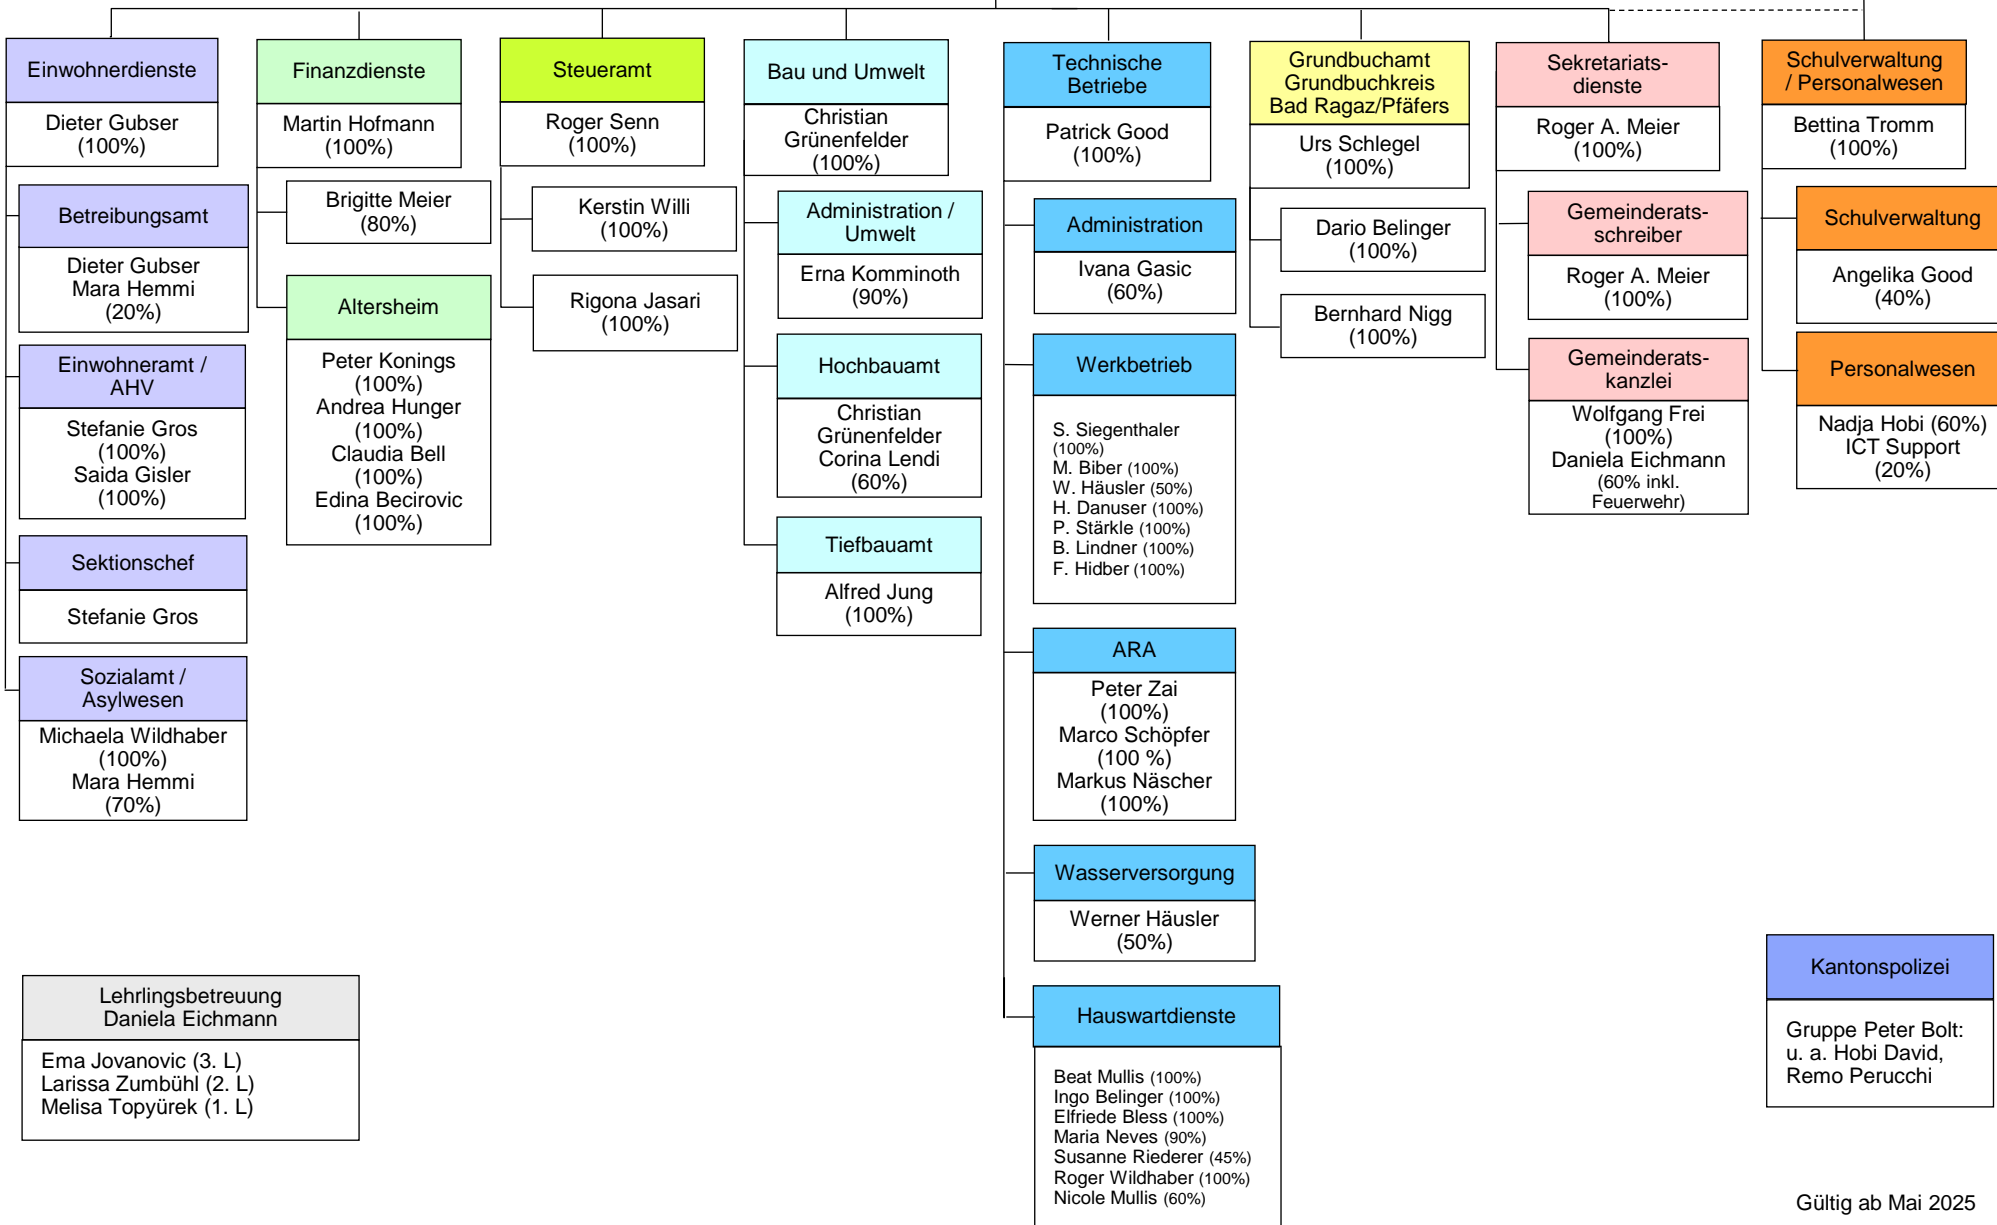 Einwohnerdienste
Dieter Gubser
(100%)
Betreibungsamt
Dieter Gubser
Mara Hemmi
(20%)
Einwohneramt /
AHV
Stefanie Gros
(100%)
Saida Gisler
(100%)
Sektionschef
Stefanie Gros
Sozialamt /
Asylwesen
Michaela Wildhaber
(100%)
Mara Hemmi
(70%)
Finanzdienste
Martin Hofmann
(100%)
Brigitte Meier
(80%)
Altersheim
Peter Konings
(100%)
Andrea Hunger
(100%)
Claudia Bell
(100%)
Edina Becirovic
(100%)
Steueramt
Roger Senn
(100%)
Kerstin Willi
(100%)
Rigona Jasari
(100%)
Bau und Umwelt
Christian
Grünenfelder
(100%)
Administration /
Umwelt
Erna Komminoth
(90%)
Hochbauamt
Christian
Grünenfelder
Corina Lendi
(60%)
Tiefbauamt
Alfred Jung
(100%)
Technische
Betriebe
Patrick Good
(100%)
Administration
Ivana Gasic
(60%)
Werkbetrieb
S. Siegenthaler
(100%)
M. Biber (100%)
W. Häusler (50%)
H. Danuser (100%)
P. Stärkle (100%)
B. Lindner (100%)
F. Hidber (100%)
ARA
Peter Zai
(100%)
Marco Schöpfer
(100 %)
Markus Näscher
(100%)
Wasserversorgung
Werner Häusler
(50%)
Hauswartdienste
Beat Mullis (100%)
Ingo Belinger (100%)
Elfriede Bless (100%)
Maria Neves (90%)
Susanne Riederer (45%)
Roger Wildhaber (100%)
Nicole Mullis (60%)
Grundbuchamt
Grundbuchkreis
Bad Ragaz/Pfäfers
Urs Schlegel
(100%)
Dario Belinger
(100%)
Bernhard Nigg
(100%)
Sekretariats-
dienste
Roger A. Meier
(100%)
Gemeinderats-
schreiber
Roger A. Meier
(100%)
Gemeinderats-
kanzlei
Wolfgang Frei
(100%)
Daniela Eichmann
(60% inkl.
Feuerwehr)
Schulverwaltung
/ Personalwesen
Bettina Tromm
(100%)
Schulverwaltung
Angelika Good
(40%)
Personalwesen
Nadja Hobi (60%)
ICT Support
(20%)
Lehrlingsbetreuung
Daniela Eichmann
Ema Jovanovic (3. L)
Larissa Zumbühl (2. L)
Melisa Topyürek (1. L)
Kantonspolizei
Gruppe Peter Bolt:
u. a. Hobi David,
Remo Perucchi
Gültig ab Mai 2025